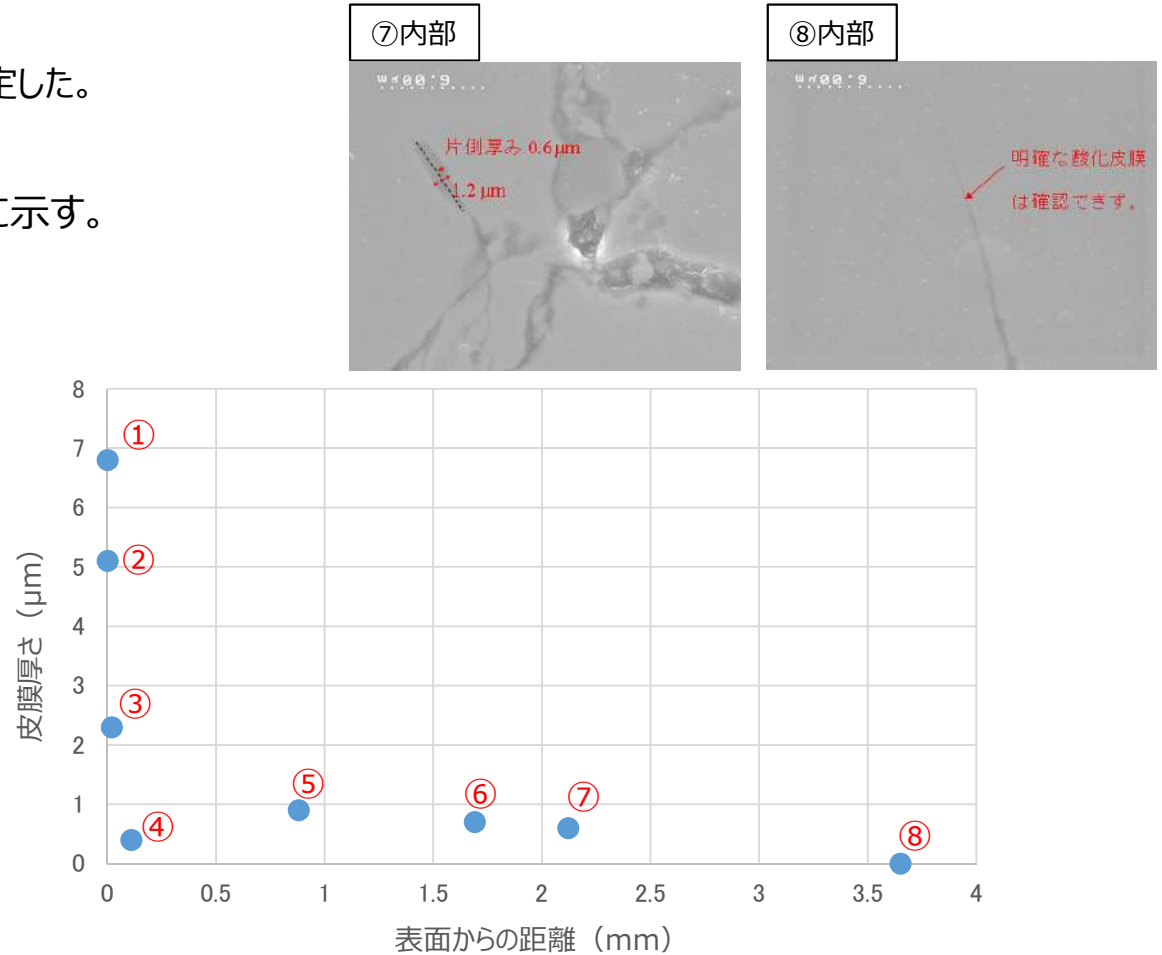 ⑦内部
⑧内部
定した。
に示す。
6.00μm
片側厚み 0.6μm
1.2 μm
6.00μm
明確な酸化皮膜
は確認できず。
8
7
6
5
4
3
2
1
0
皮膜厚さ（μm）
①
②
③
④
⑤
⑥
⑦
⑧
0
0.5
1
1.5
2
2.5
3
3.5
4
表面からの距離（mm）